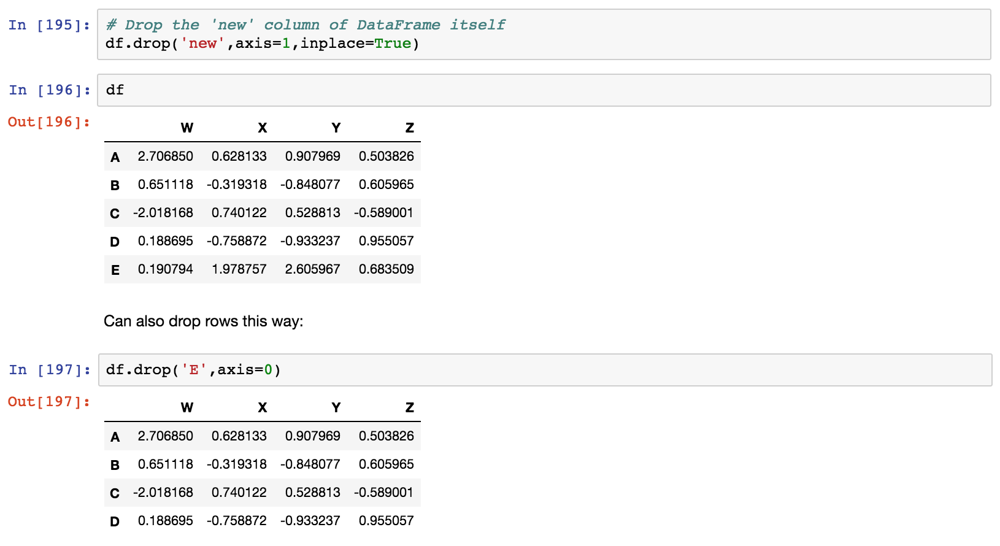 In [195]: # Drop the 'new' column of DataFrame itself
df.drop('new',axis=1,inplace=True)
In [196]: df
Out[196]:
W X Y Z
A 2.706850 0.628133 0.907969 0.503826
B 0.651118 -0.319318 -0.848077 0.605965
C -2.018168 0.740122 0.528813 -0.589001
D 0.188695 -0.758872 -0.933237 0.955057
E 0.190794 1.978757 2.605967 0.683509
Can also drop rows this way:
In [197]: df.drop('E',axis=0)
Out[197]:
W X Y Z
A 2.706850 0.628133 0.907969 0.503826
B 0.651118 -0.319318 -0.848077 0.605965
C -2.018168 0.740122 0.528813 -0.589001
D 0.188695 -0.758872 -0.933237 0.955057